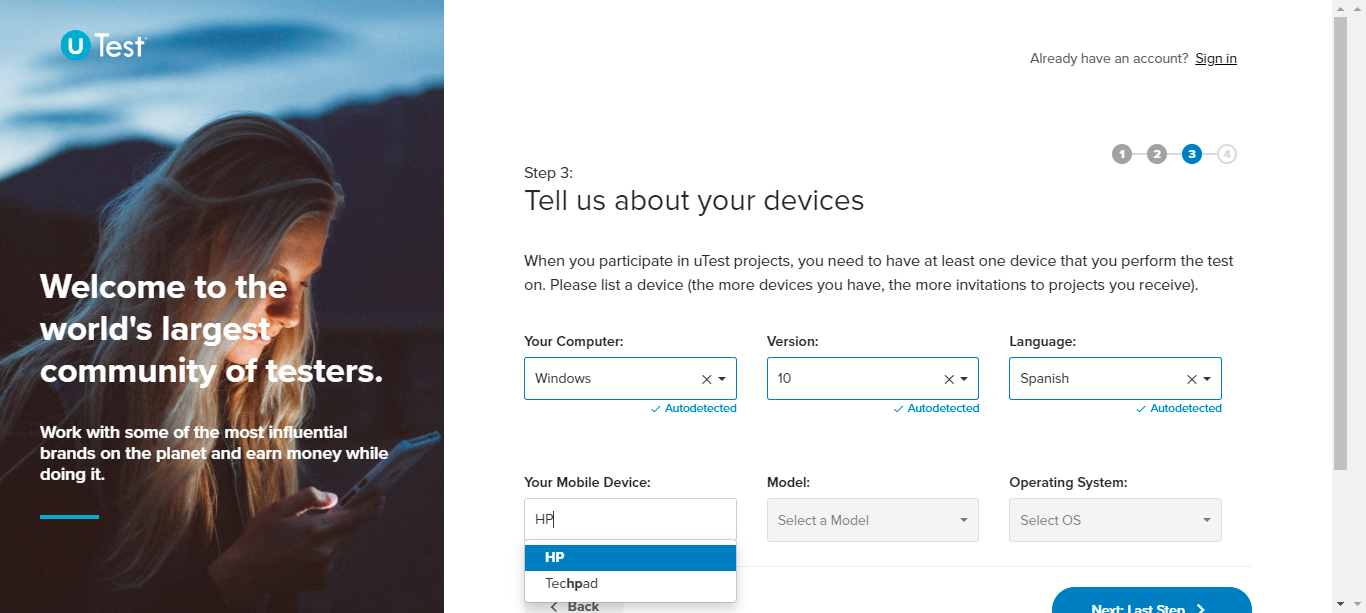 uTest
Already have an account? Sign in
1 2 3 4
Step 3:
Tell us about your devices
When you participate in uTest projects, you need to have at least one device that you perform the test
on. Please list a device (the more devices you have, the more invitations to projects you receive).
Welcome to the
world's largest
community of testers.
Work with some of the most influential
brands on the planet and earn money while
doing it.
Your Computer: Version: Language:
Windows 10 Spanish
Autodetected Autodetected Autodetected
Your Mobile Device: Model: Operating System:
HP Select a Model Select OS
HP
Techpad
Back Next: Last Step